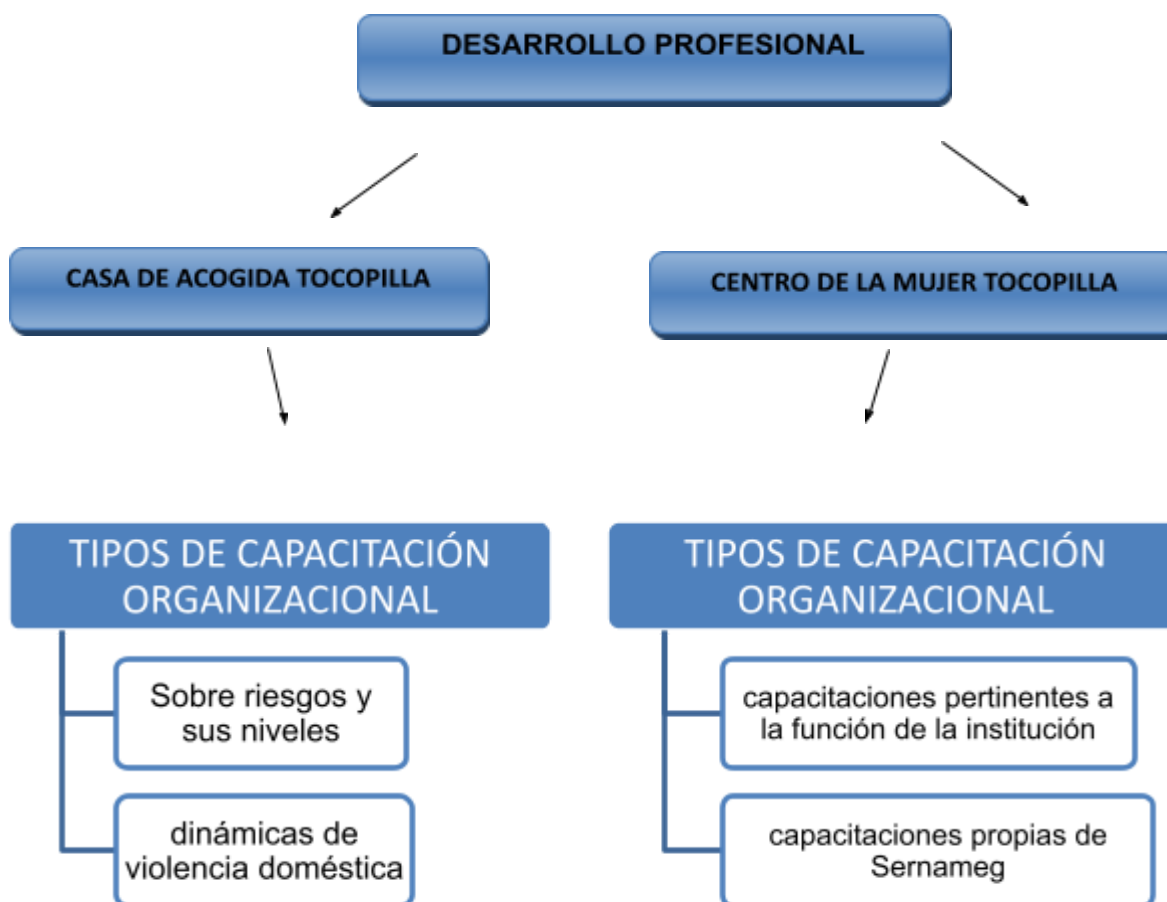 DESARROLLO PROFESIONAL
CASA DE ACOGIDA TOCOPILLA
CENTRO DE LA MUJER TOCOPILLA
TIPOS DE CAPACITACIÓN
ORGANIZACIONAL
Sobre riesgos y
sus niveles
dinámicas de
violencia doméstica
TIPOS DE CAPACITACIÓN
ORGANIZACIONAL
capacitaciones pertinentes a
la función de la institución
capacitaciones propias de
Sernameg